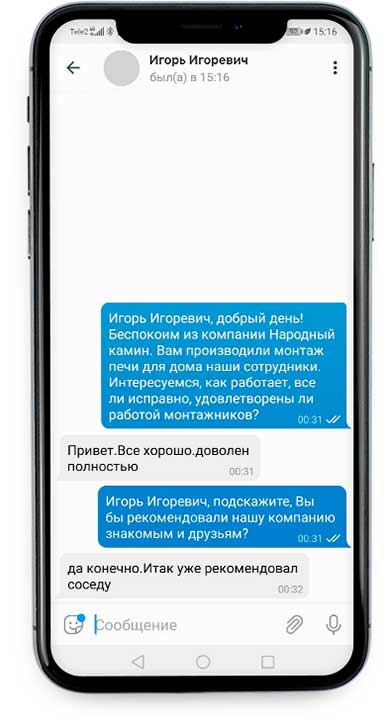 Tele2 15:16
Игорь Игоревич
был(а) в 15:16
Игорь Игоревич, добрый день!
Беспокоим из компании Народный
камин. Вам производили монтаж
печи для дома наши сотрудники.
Интересуемся, как работает, все
ли исправно, удовлетворены ли
работой монтажников?
00:31
Привет.Все хорошо.доволен
полностью
00:31
Игорь Игоревич, подскажите, Вы
бы рекомендовали нашу компанию
знакомым и друзьям?
00:31
да конечно.Итак уже рекомендовал
соседу
00:32
Сообщение